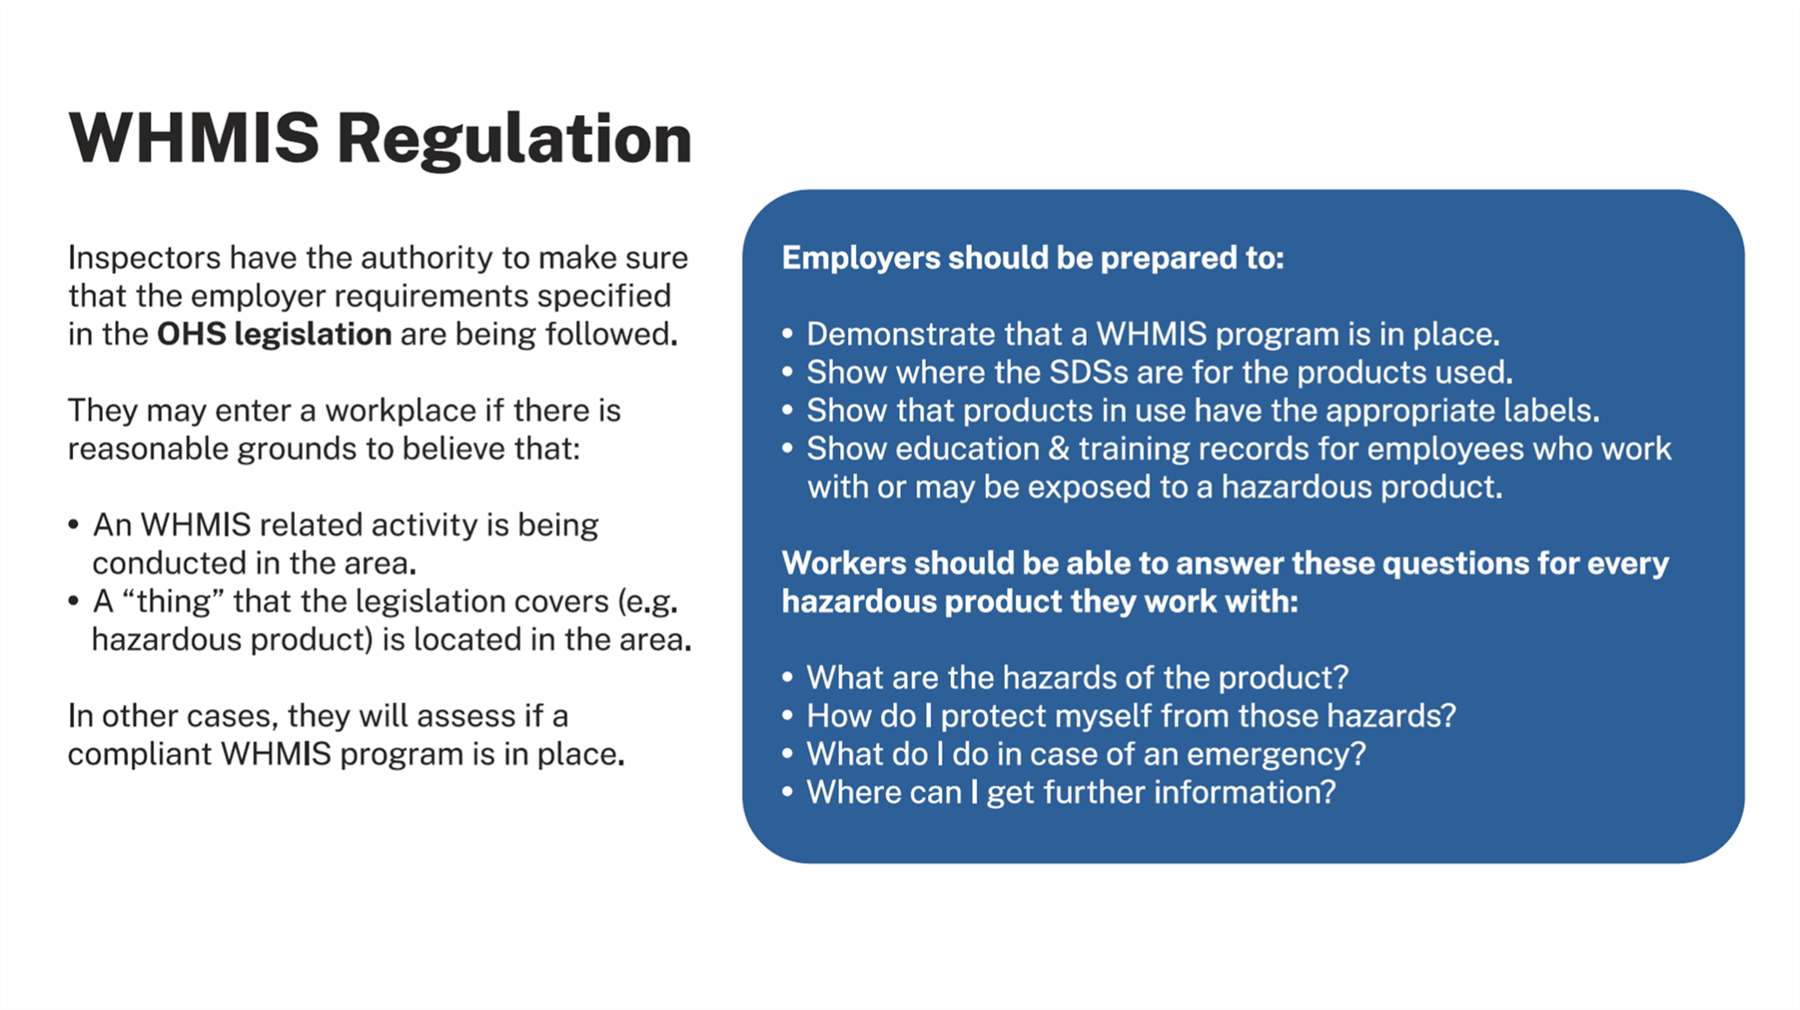 WHMIS Regulation
Inspectors have the authority to make sure
that the employer requirements specified
in the OHS legislation are being followed.
They may enter a workplace if there is
reasonable grounds to believe that:
• An WHMIS related activity is being
conducted in the area.
• A “thing” that the legislation covers (e.g.
hazardous product) is located in the area.
In other cases, they will assess if a
compliant WHMIS program is in place.
Employers should be prepared to:
• Demonstrate that a WHMIS program is in place.
• Show where the SDSs are for the products used.
• Show that products in use have the appropriate labels.
• Show education & training records for employees who work
with or may be exposed to a hazardous product.
Workers should be able to answer these questions for every
hazardous product they work with:
• What are the hazards of the product?
• How do I protect myself from those hazards?
• What do I do in case of an emergency?
• Where can I get further information?